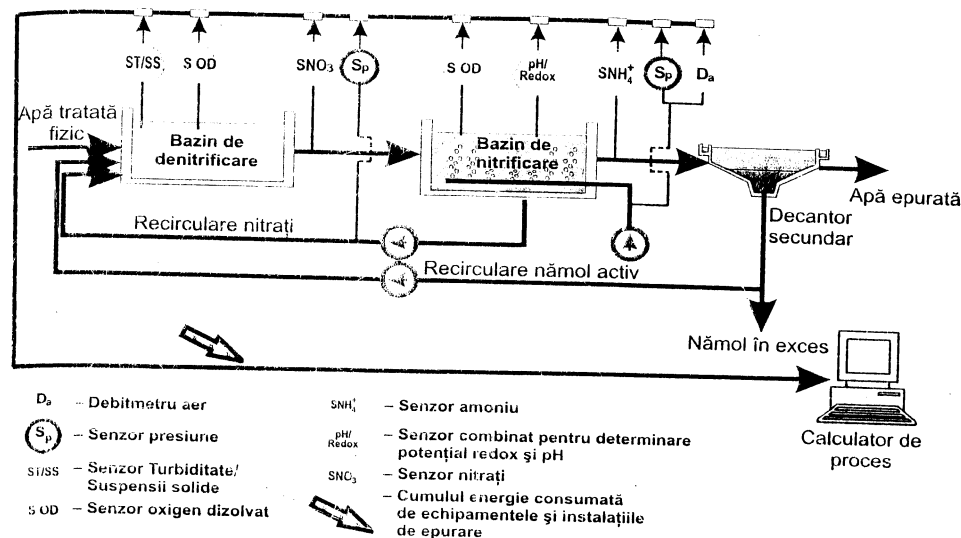 ST/SS
S OD
SNO₃
Sp
S OD
pH/
Redox
SNH₄⁺
Sp
Dₐ
Apă tratată
fizic
Bazin de
denitrificare
Bazin de
nitrificare
Apă epurată
Decantor
secundar
Recirculare nitrați
Recirculare nămol activ
Nămol în exces
Calculator de
proces
Dₐ – Debitmetru aer
Sp – Senzor presiune
ST/SS – Senzor Turbiditate/
Suspensii solide
S OD – Senzor oxigen dizolvat
SNH₄⁺ – Senzor amoniu
pH/
Redox – Senzor combinat pentru determinare
potențial redox și pH
SNO₃ – Senzor nitrați
– Cumulul energie consumată
de echipamentele și instalațiile
de epurare